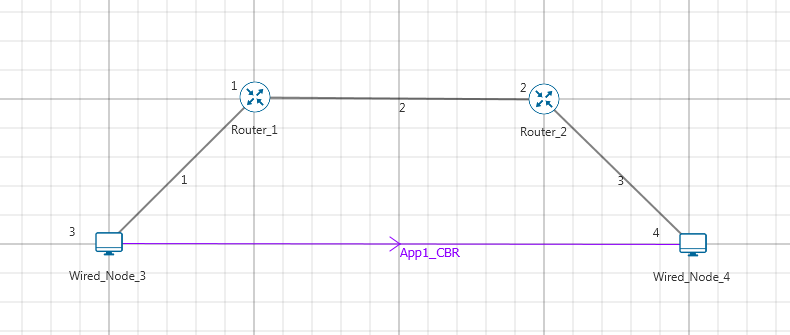 1
2
Router_1
2
Router_2
1
3
3
4
App1_CBR
Wired_Node_3
Wired_Node_4